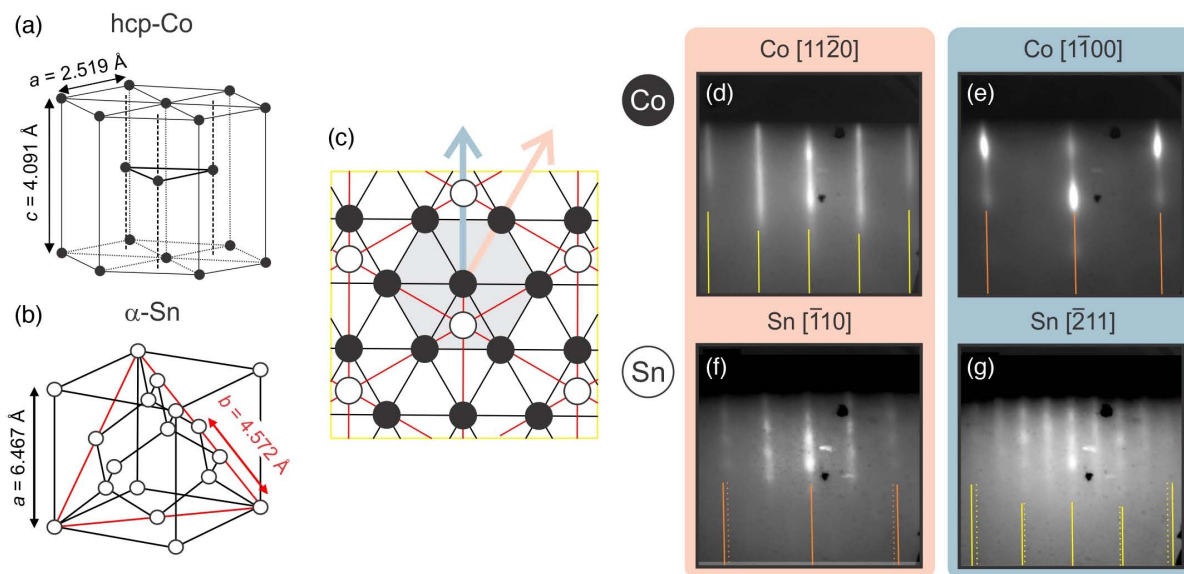 (a)
hcp-Co
a = 2.519 Å
c = 4.091 Å
(b)
α-Sn
a = 6.467 Å
b = 4.572 Å
(c)
Co
Sn
Co [112̄0]
(d)
Co [11̄00]
(e)
Sn [1̄10]
(f)
Sn [2̄11]
(g)